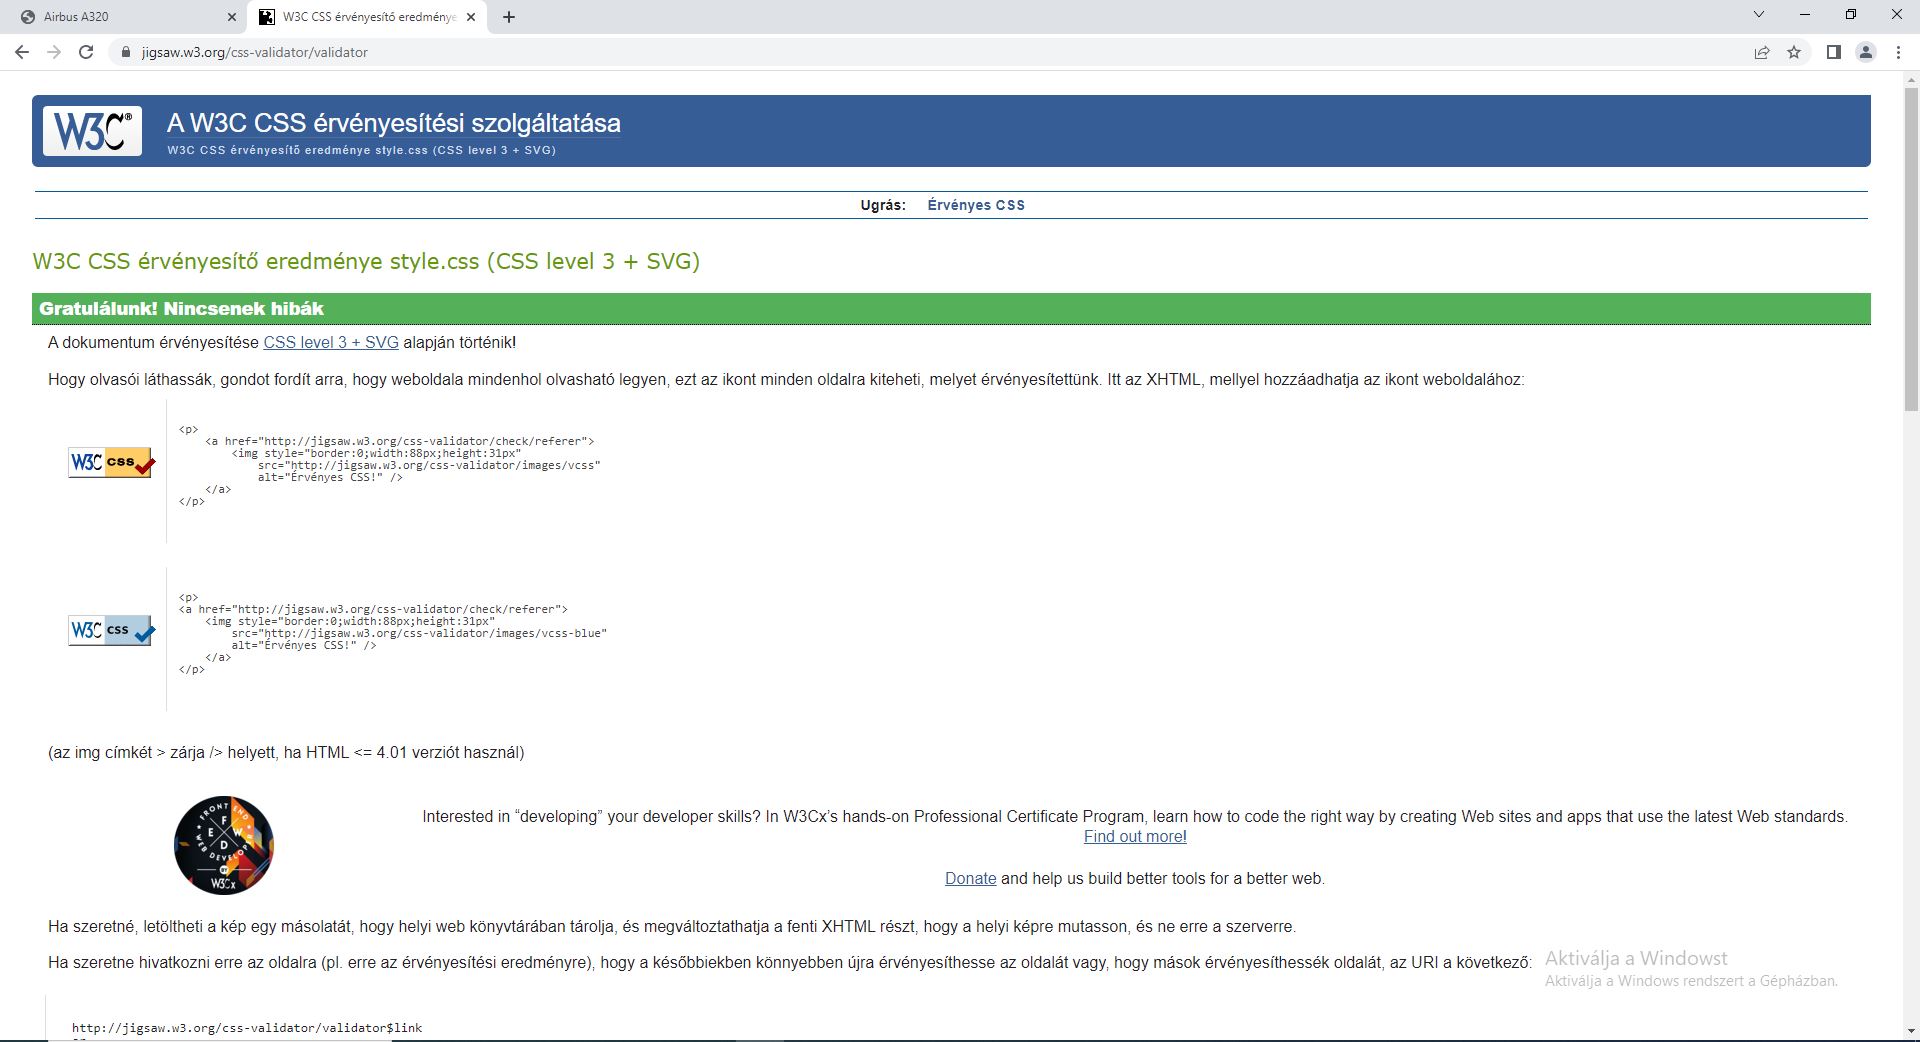 Airbus A320
W3C CSS érvényesítő eredménye
jigsaw.w3.org/css-validator/validator
W3C®
A W3C CSS érvényesítési szolgáltatása
W3C CSS érvényesítő eredménye style.css (CSS level 3 + SVG)
Ugrás: Érvényes CSS
W3C CSS érvényesítő eredménye style.css (CSS level 3 + SVG)
Gratulálunk! Nincsenek hibák
A dokumentum érvényesítése CSS level 3 + SVG alapján történik!
Hogy olvasói láthassák, gondot fordít arra, hogy weboldala mindenhol olvasható legyen, ezt az ikont minden oldalra kiteheti, melyet érvényesítettünk. Itt az XHTML, mellyel hozzáadhatja az ikont weboldalához:
W3C CSS
<p>
<a href="http://jigsaw.w3.org/css-validator/check/referer">
<img style="border:0;width:88px;height:31px"
src="http://jigsaw.w3.org/css-validator/images/vcss"
alt="Érvényes CSS!" />
</a>
</p>
W3C CSS
<p>
<a href="http://jigsaw.w3.org/css-validator/check/referer">
<img style="border:0;width:88px;height:31px"
src="http://jigsaw.w3.org/css-validator/images/vcss-blue"
alt="Érvényes CSS!" />
</a>
</p>
(az img címkét > zárja /> helyett, ha HTML <= 4.01 verziót használ)
FRONT END
F
E W
D
WEB DEVELOPER
W3Cx
Interested in “developing” your developer skills? In W3Cx’s hands-on Professional Certificate Program, learn how to code the right way by creating Web sites and apps that use the latest Web standards.
Find out more!
Donate and help us build better tools for a better web.
Ha szeretné, letöltheti a kép egy másolatát, hogy helyi web könyvtárában tárolja, és megváltoztathatja a fenti XHTML részt, hogy a helyi képre mutasson, és ne erre a szerverre.
Ha szeretne hivatkozni erre az oldalra (pl. erre az érvényesítési eredményre), hogy a későbbiekben könnyebben újra érvényesíthesse az oldalát vagy, hogy mások érvényesíthessék oldalát, az URI a következő:
Aktiválja a Windowst
Aktiválja a Windows rendszert a Gépházban.
http://jigsaw.w3.org/css-validator/validator$link